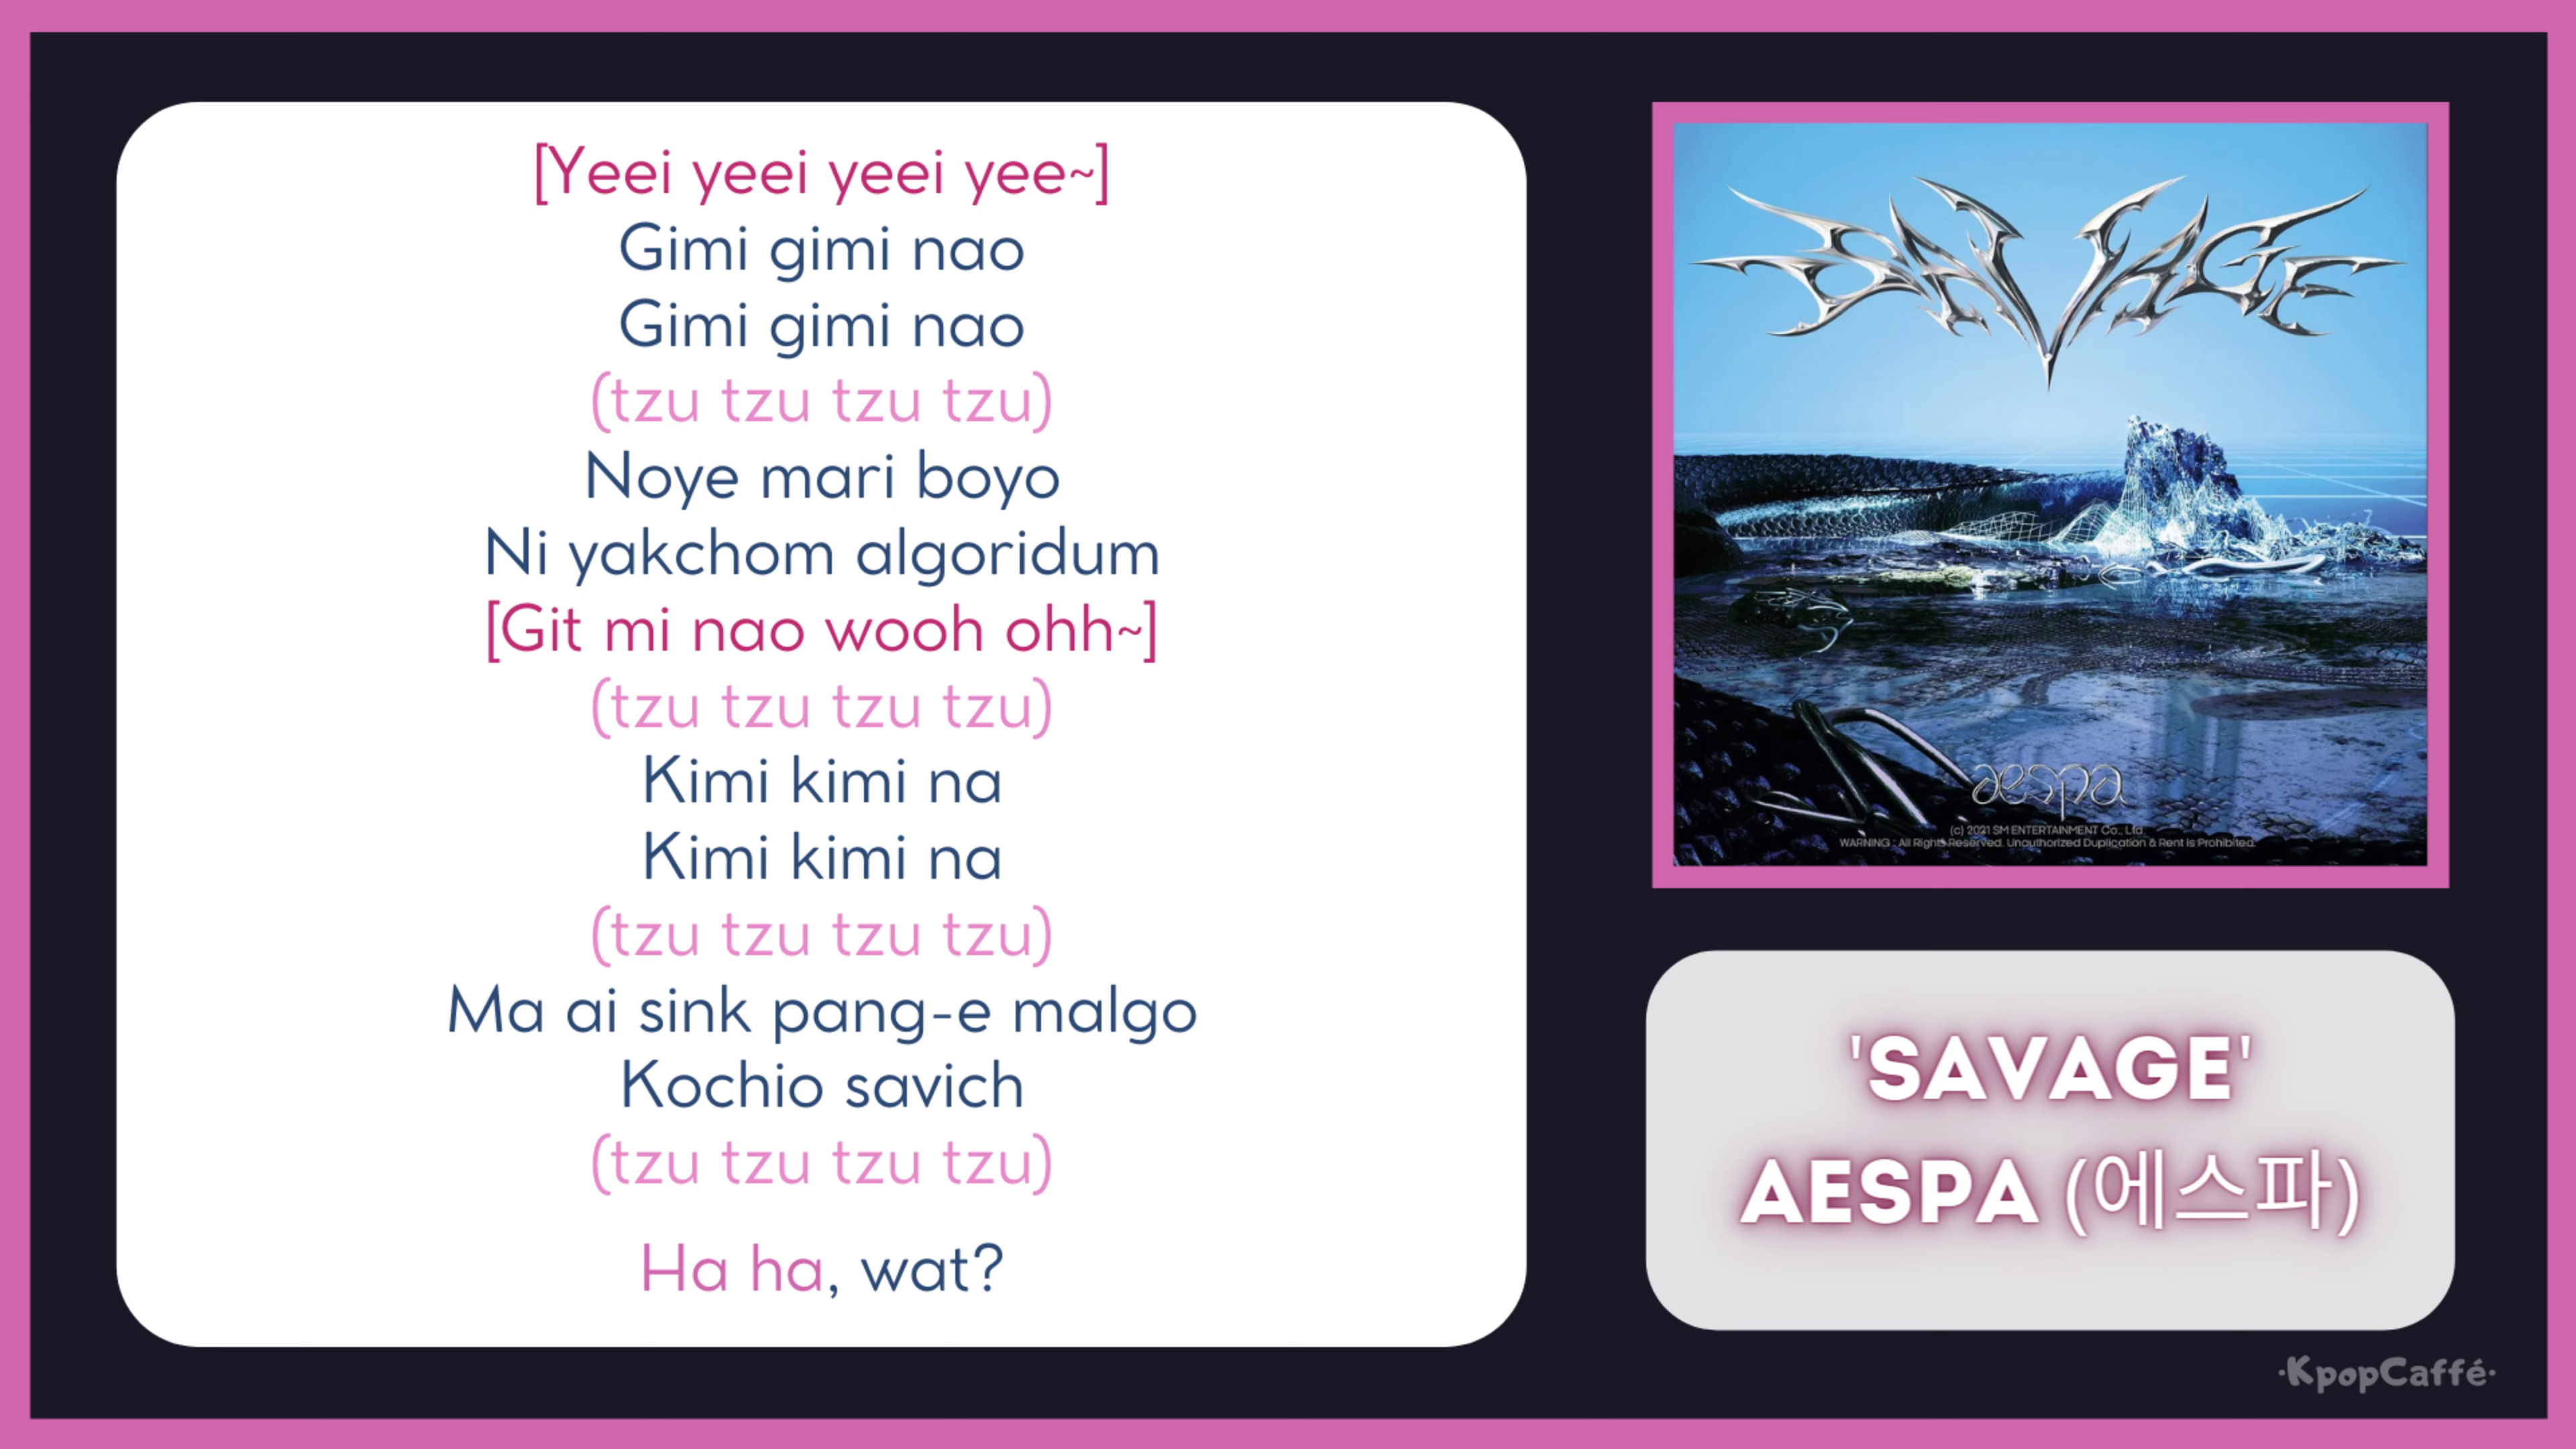 [Yeei yeei yeei yee~]
Gimi gimi nao
Gimi gimi nao
(tzu tzu tzu tzu)
Noye mari boyo
Ni yakchom algoridum
[Git mi nao wooh ohh~]
(tzu tzu tzu tzu)
Kimi kimi na
Kimi kimi na
(tzu tzu tzu tzu)
Ma ai sink pang-e malgo
Kochio savich
(tzu tzu tzu tzu)
Ha ha, wat?
SAVAGE
aespa
(c) 2021 SM ENTERTAINMENT Co., Ltd.
WARNING : All Rights Reserved. Unauthorized Duplication & Rent is Prohibited.
'SAVAGE'
AESPA (에스파)
·KpopCaffé·